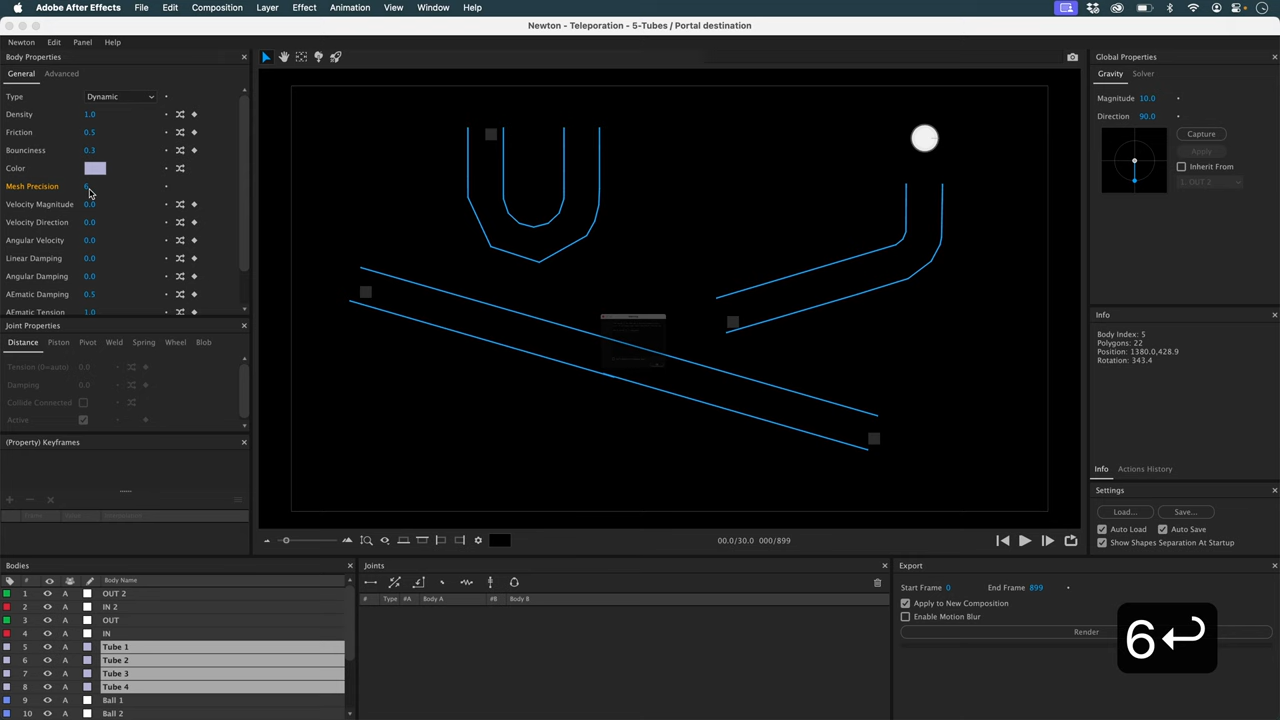 Adobe After Effects File Edit Composition Layer Effect Animation View Window Help
Newton - Teleporation - 5-Tubes / Portal destination
Newton Edit Panel Help
Body Properties
General Advanced
Type Dynamic
Density 1.0
Friction 0.5
Bounciness 0.3
Color
Mesh Precision 6
Velocity Magnitude 0.0
Velocity Direction 0.0
Angular Velocity 0.0
Linear Damping 0.0
Angular Damping 0.0
AEmatic Damping 0.5
AEmatic Tension 1.0
Joint Properties
Distance Piston Pivot Weld Spring Wheel Blob
Tension (0=auto) 0.0
Damping 0.0
Collide Connected
Active
(Property) Keyframes
Global Properties
Gravity Solver
Magnitude 10.0
Direction 90.0
Capture
Apply
Inherit From
1. OUT 2
Info
Body Index: 5
Polygons: 22
Position: 1380.0,428.9
Rotation: 343.4
Info Actions History
Settings
Load... Save...
Auto Load Auto Save
Show Shapes Separation At Startup
00.0/30.0 000/899
Bodies
# Body Name
1 A OUT 2
2 A IN 2
3 A OUT
4 A IN
5 A Tube 1
6 A Tube 2
7 A Tube 3
8 A Tube 4
9 A Ball 1
10 A Ball 2
Joints
# Type #A Body A #B Body B
Export
Start Frame 0 End Frame 899
Apply to New Composition
Enable Motion Blur
Render
6↩